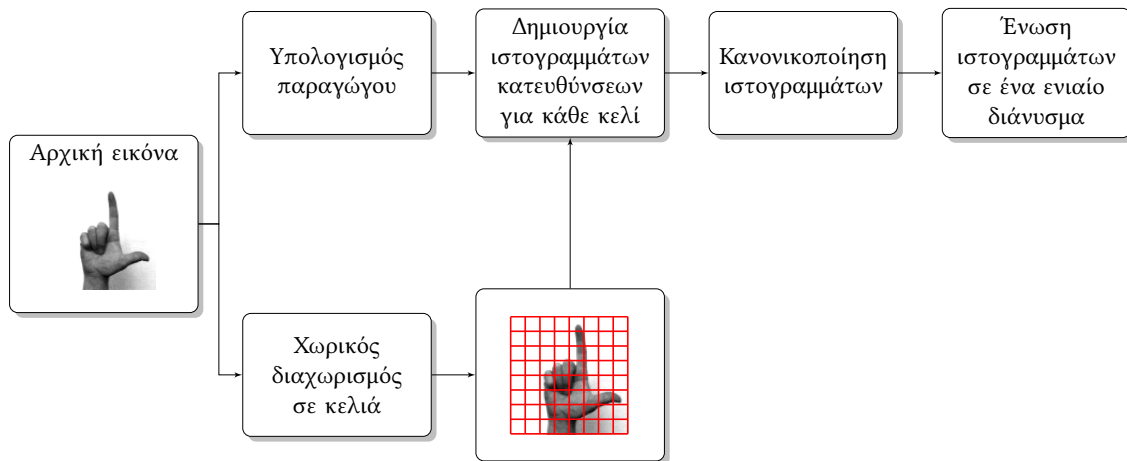 Αρχική εικόνα
Υπολογισμός
παραγώγου
Δημιουργία
ιστογραμμάτων
κατευθύνσεων
για κάθε κελί
Κανονικοποίηση
ιστογραμμάτων
Ένωση
ιστογραμμάτων
σε ένα ενιαίο
διάνυσμα
Χωρικός
διαχωρισμός
σε κελιά